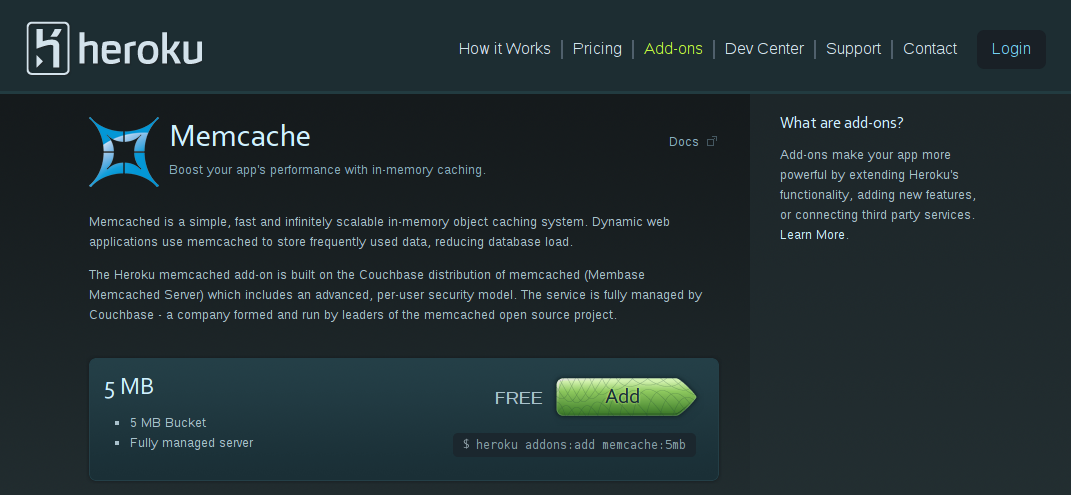 heroku
How it Works
Pricing
Add-ons
Dev Center
Support
Contact
Login
Memcache
Docs
Boost your app's performance with in-memory caching.
Memcached is a simple, fast and infinitely scalable in-memory object caching system. Dynamic web
applications use memcached to store frequently used data, reducing database load.
The Heroku memcached add-on is built on the Couchbase distribution of memcached (Membase
Memcached Server) which includes an advanced, per-user security model. The service is fully managed by
Couchbase - a company formed and run by leaders of the memcached open source project.
5 MB
5 MB Bucket
Fully managed server
FREE
Add
$ heroku addons:add memcache:5mb
What are add-ons?
Add-ons make your app more
powerful by extending Heroku's
functionality, adding new features,
or connecting third party services.
Learn More.